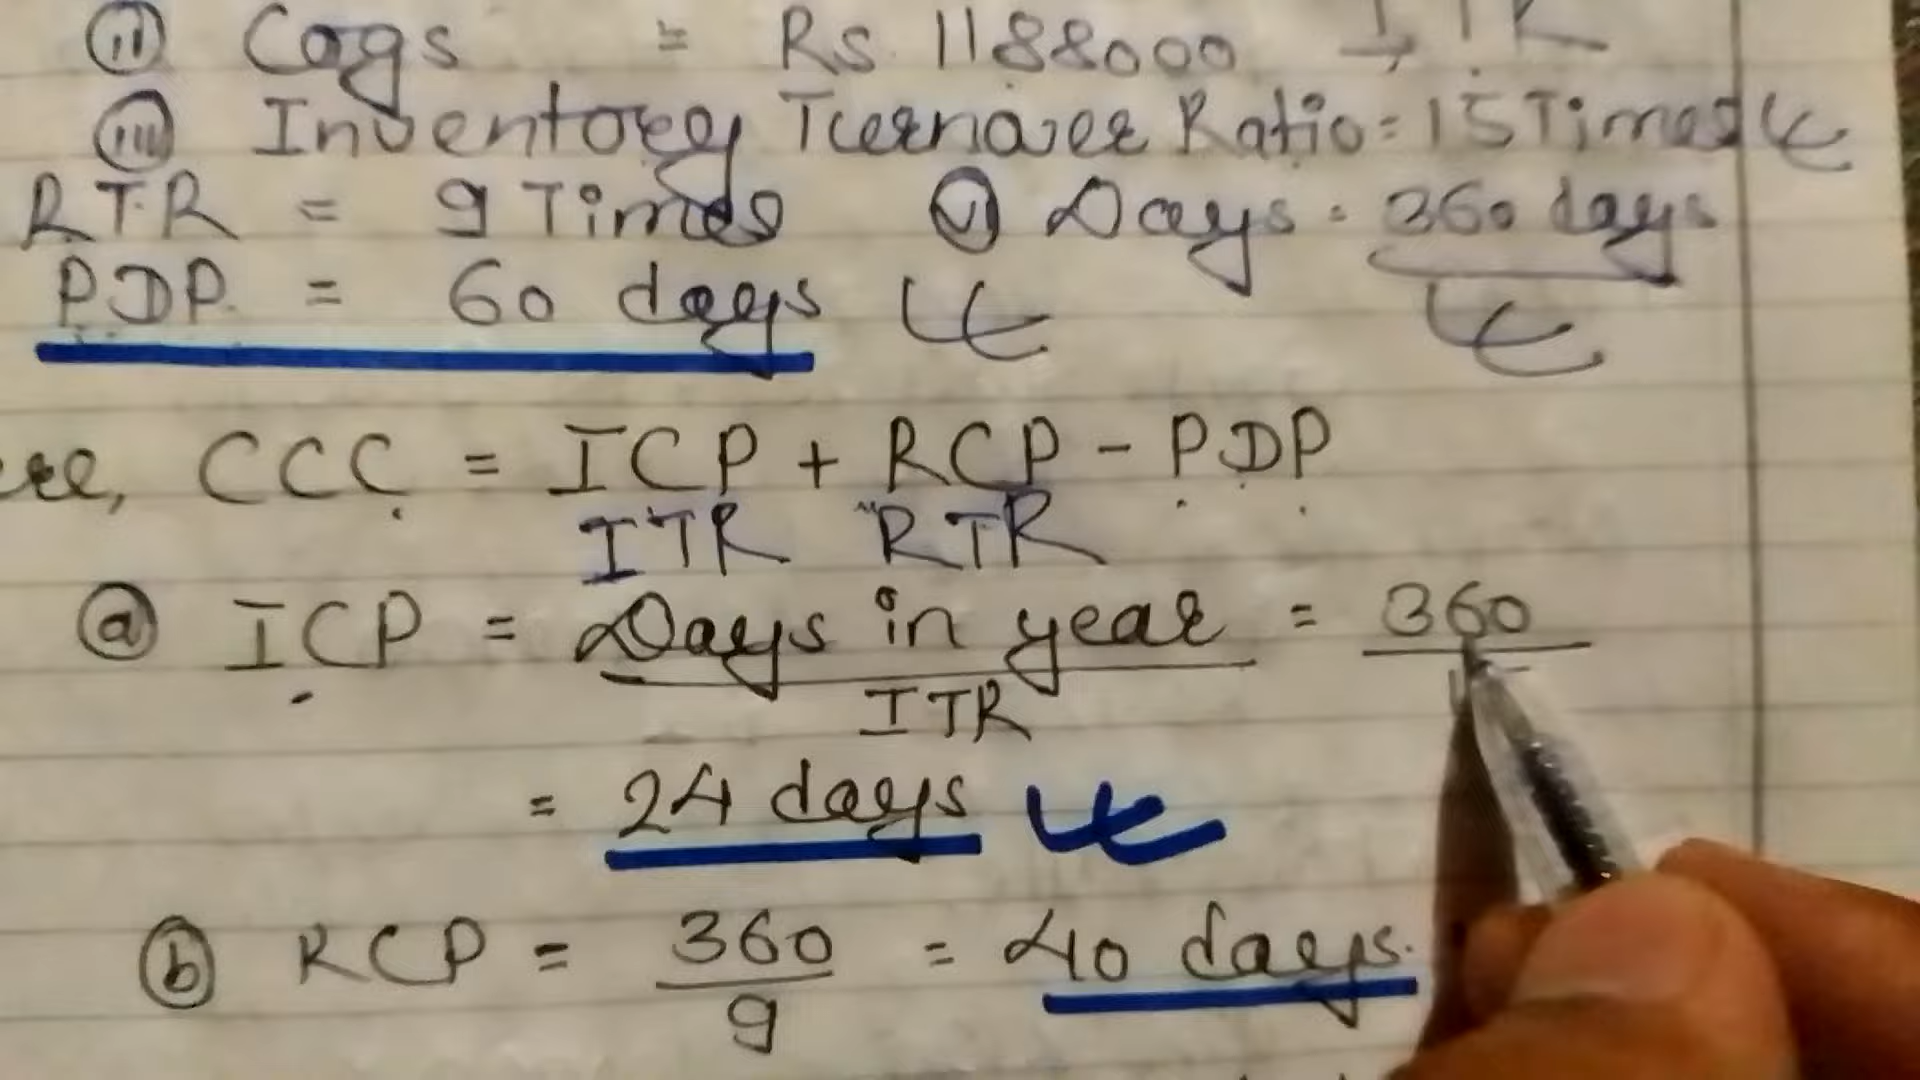 (ii) Cogs = Rs. 1188000 → ITR
(iii) Inventory Turnover Ratio = 15 Times
RTR = 9 Times (v) Days = 360 days
PDP = 60 days
CCC = ICP + RCP - PDP
ITR RTR
(a) ICP = Days in year / ITR = 360
= 24 days
(b) RCP = 360 / 9 = 40 days.